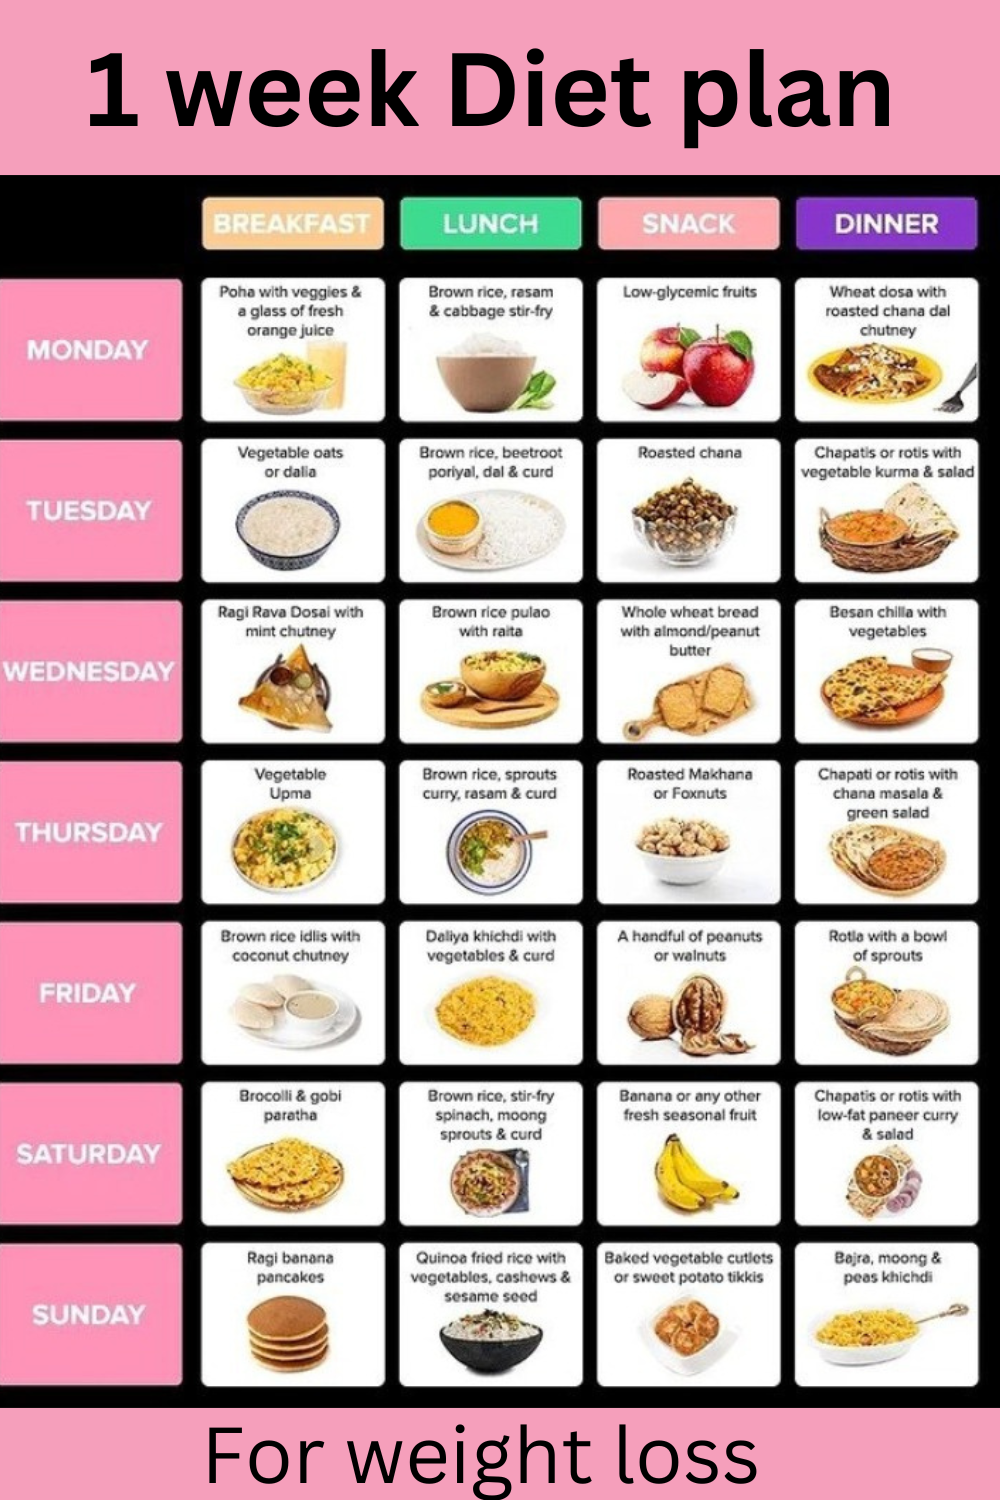 1 week Diet plan
BREAKFAST
LUNCH
SNACK
DINNER
MONDAY
Poha with veggies &
a glass of fresh
orange juice
Brown rice, rasam
& cabbage stir-fry
Low-glycemic fruits
Wheat dosa with
roasted chana dal
chutney
TUESDAY
Vegetable oats
or dalia
Brown rice, beetroot
poriyal, dal & curd
Roasted chana
Chapatis or rotis with
vegetable kurma & salad
WEDNESDAY
Ragi Rava Dosai with
mint chutney
Brown rice pulao
with raita
Whole wheat bread
with almond/peanut
butter
Besan chilla with
vegetables
THURSDAY
Vegetable
Upma
Brown rice, sprouts
curry, rasam & curd
Roasted Makhana
or Foxnuts
Chapati or rotis with
chana masala &
green salad
FRIDAY
Brown rice idlis with
coconut chutney
Daliya khichdi with
vegetables & curd
A handful of peanuts
or walnuts
Rotla with a bowl
of sprouts
SATURDAY
Brocolli & gobi
paratha
Brown rice, stir-fry
spinach, moong
sprouts & curd
Banana or any other
fresh seasonal fruit
Chapatis or rotis with
low-fat paneer curry
& salad
SUNDAY
Ragi banana
pancakes
Quinoa fried rice with
vegetables, cashews &
sesame seed
Baked vegetable cutlets
or sweet potato tikkis
Bajra, moong &
peas khichdi
For weight loss